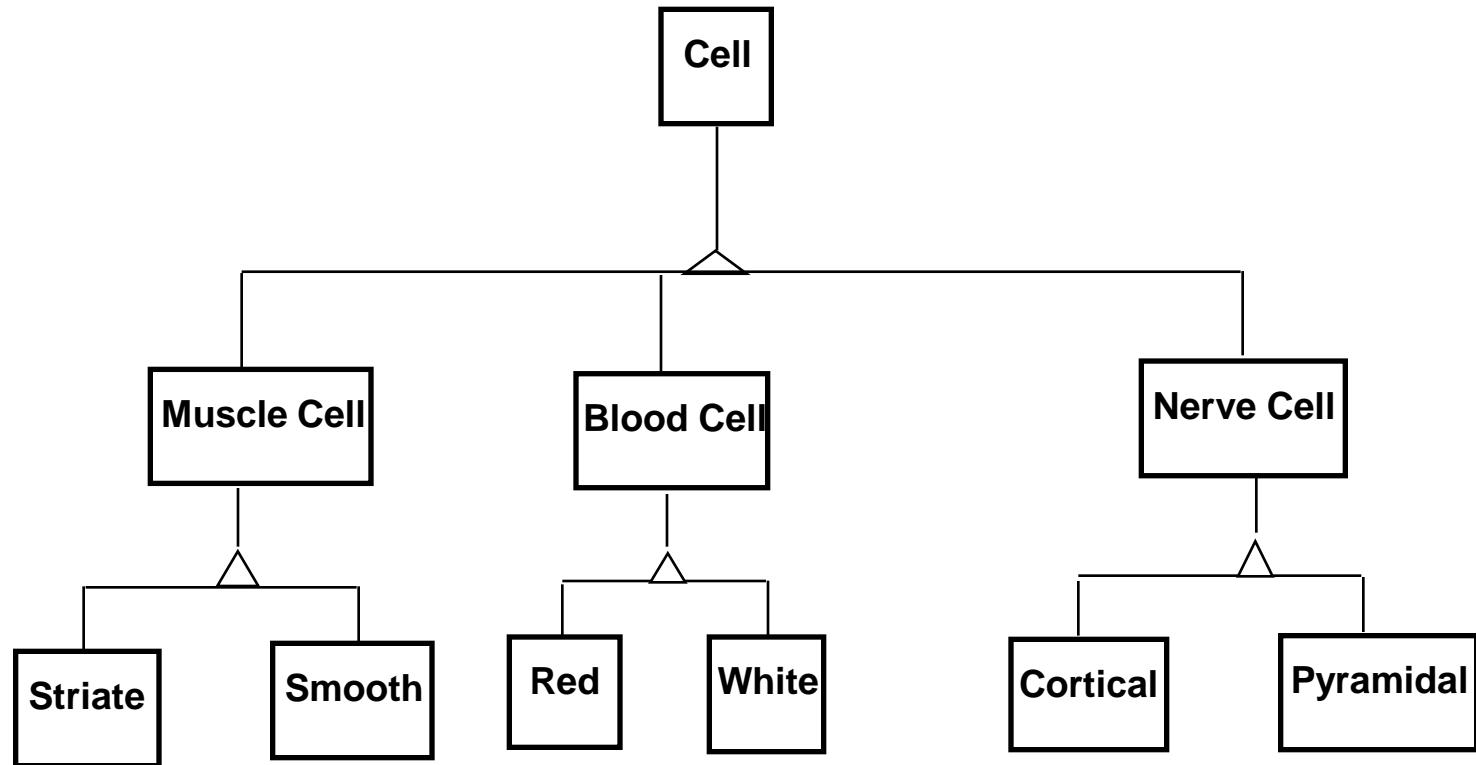 Cell
Muscle Cell
Blood Cell
Nerve Cell
Striate
Smooth
Red
White
Cortical
Pyramidal